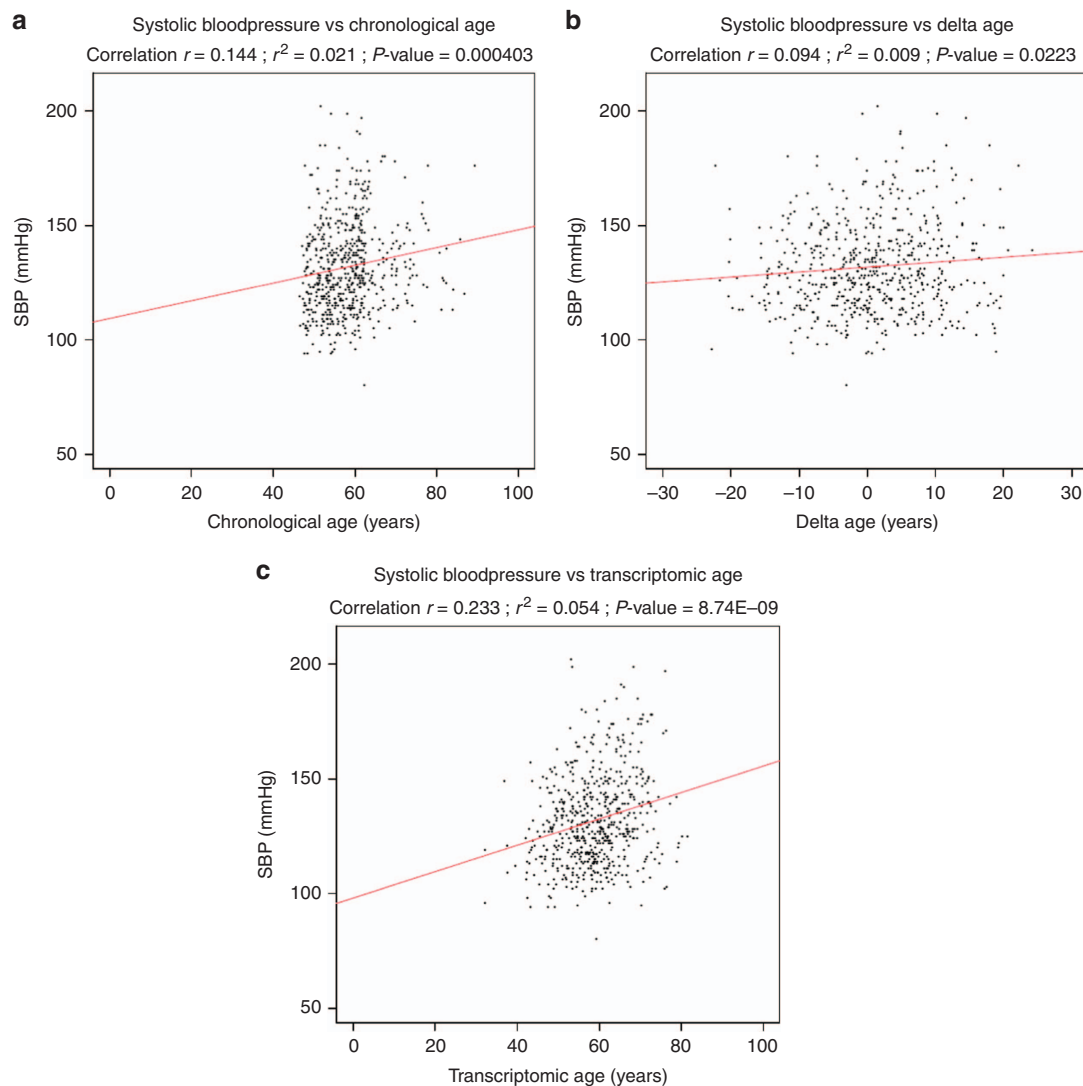 a
Systolic bloodpressure vs chronological age
Correlation r = 0.144 ; r² = 0.021 ; P-value = 0.000403
200
150
100
50
SBP (mmHg)
0 20 40 60 80 100
Chronological age (years)
b
Systolic bloodpressure vs delta age
Correlation r = 0.094 ; r² = 0.009 ; P-value = 0.0223
200
150
100
50
SBP (mmHg)
–30 –20 –10 0 10 20 30
Delta age (years)
c
Systolic bloodpressure vs transcriptomic age
Correlation r = 0.233 ; r² = 0.054 ; P-value = 8.74E–09
200
150
100
50
SBP (mmHg)
0 20 40 60 80 100
Transcriptomic age (years)